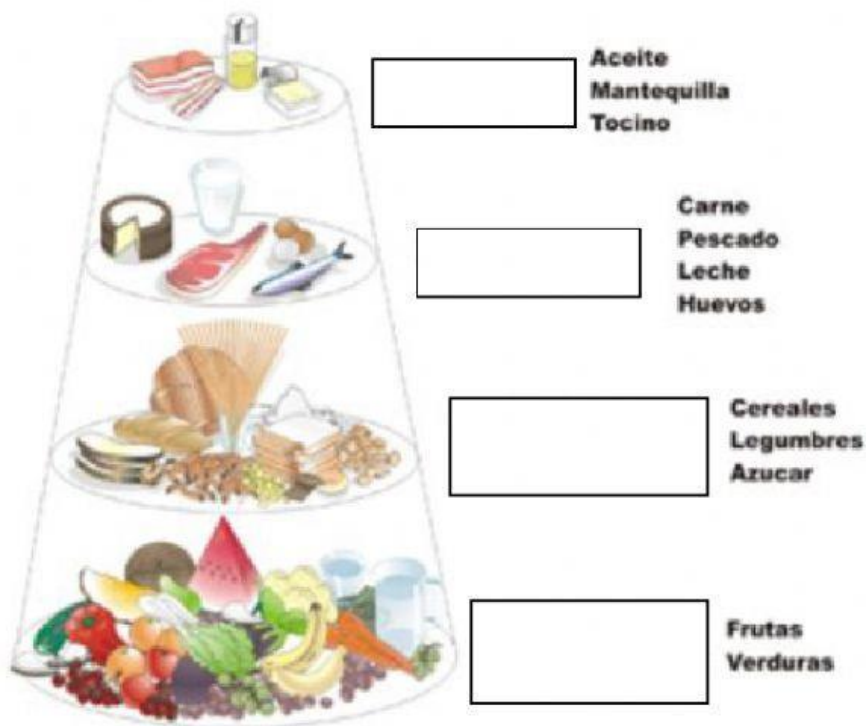 Aceite
Mantequilla
Tocino
Carne
Pescado
Leche
Huevos
Cereales
Legumbres
Azucar
Frutas
Verduras